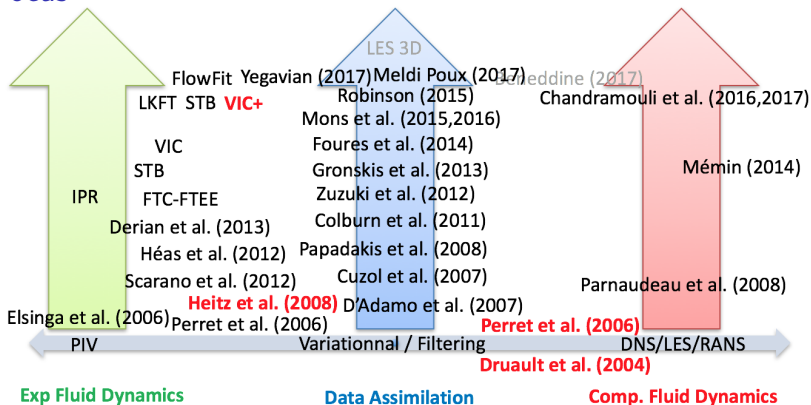 LES 3D
FlowFit Yegavian (2017) Meldi Poux (2017) Beneddine (2017)
LKFT STB VIC+ Robinson (2015) Chandramouli et al. (2016,2017)
Mons et al. (2015,2016)
VIC Foures et al. (2014)
STB Gronskis et al. (2013) Mémin (2014)
IPR FTC-FTEE Zuzuki et al. (2012)
Derian et al. (2013) Colburn et al. (2011)
Héas et al. (2012) Papadakis et al. (2008)
Scarano et al. (2012) Cuzol et al. (2007) Parnaudeau et al. (2008)
Heitz et al. (2008) D'Adamo et al. (2007)
Elsinga et al. (2006) Perret et al. (2006) Perret et al. (2006)
PIV Variationnal / Filtering DNS/LES/RANS
Druault et al. (2004)
Exp Fluid Dynamics Data Assimilation Comp. Fluid Dynamics